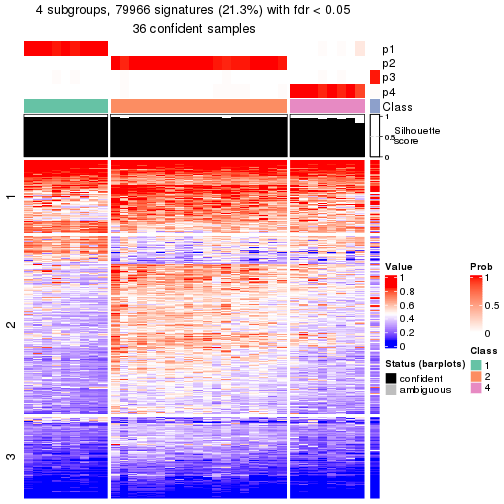 4 subgroups, 79966 signatures (21.3%) with fdr < 0.05
36 confident samples
p1
p2
p3
p4
Class
1
0.5
0
Silhouette
score
1
2
3
Value
1
0.8
0.6
0.4
0.2
0
Prob
1
0.5
0
Status (barplots)
confident
ambiguous
Class
1
2
4